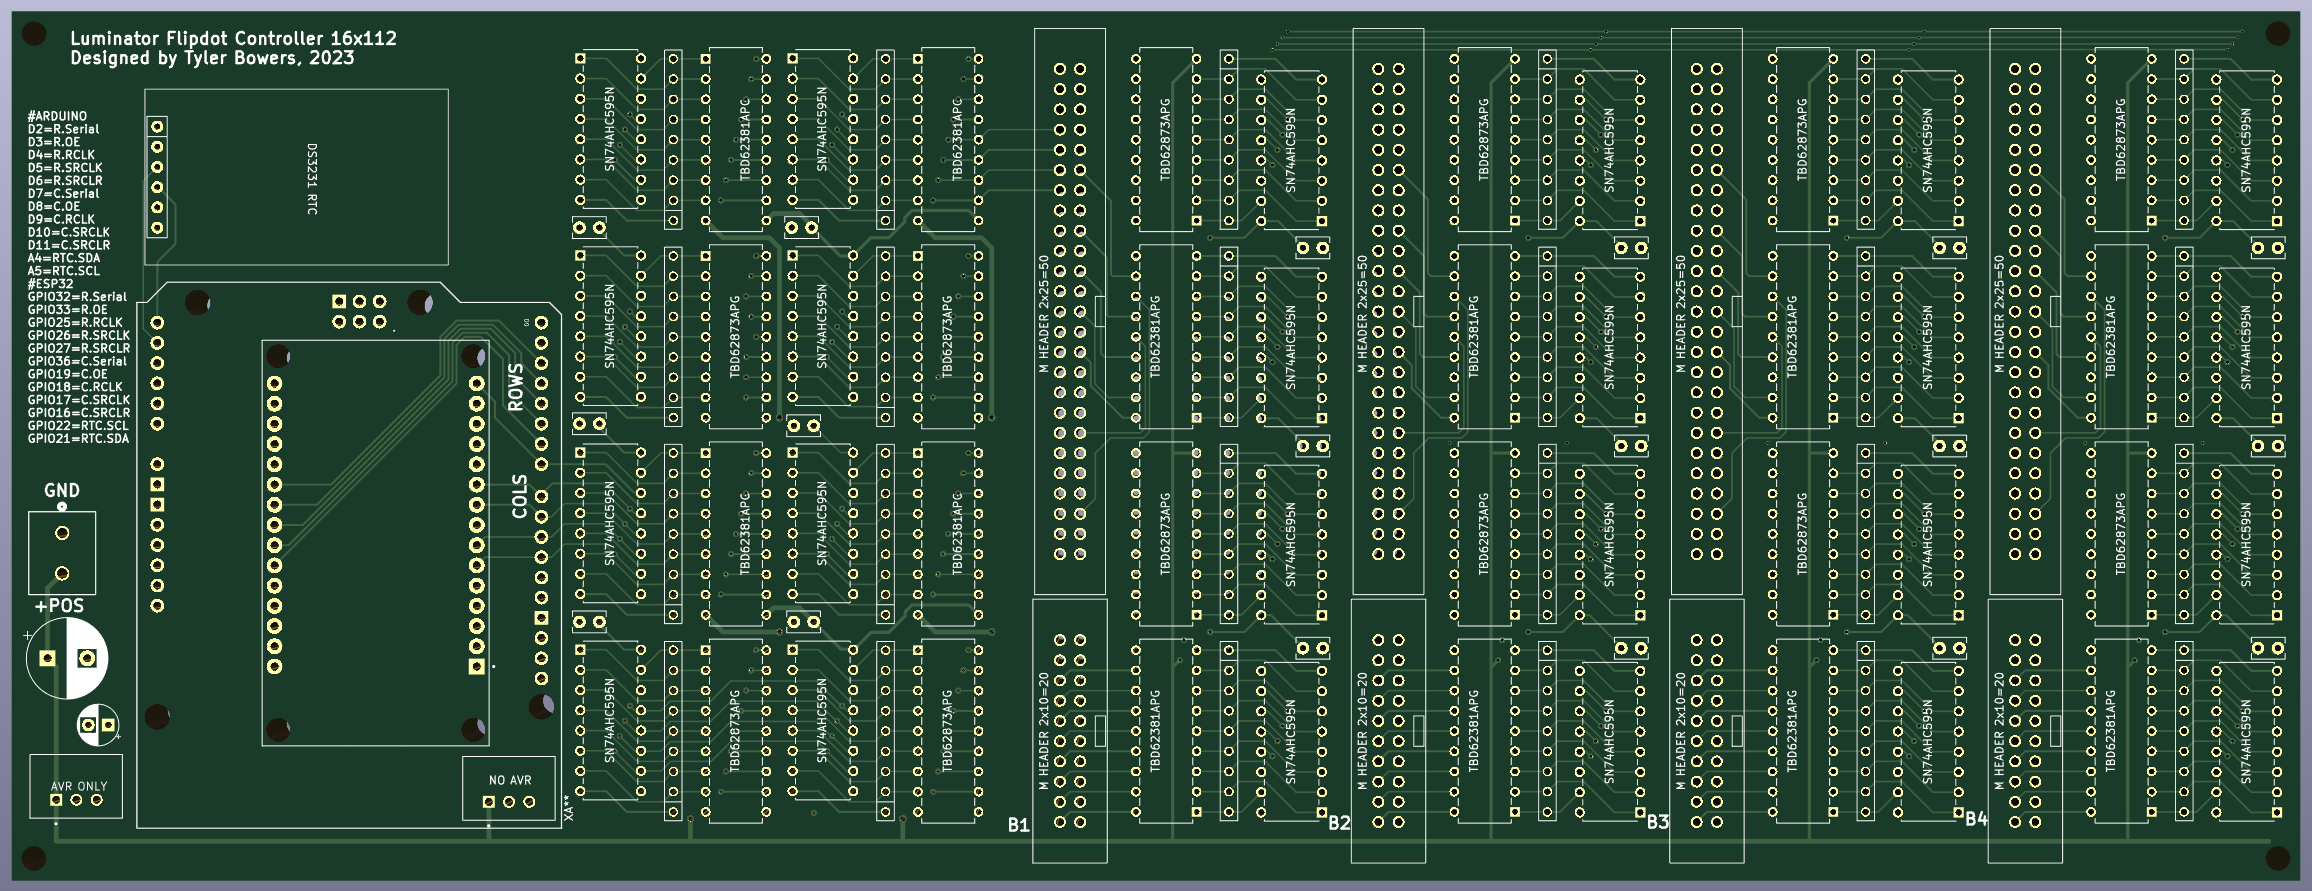 Luminator Flipdot Controller 16x112
Designed by Tyler Bowers, 2023
#ARDUINO
D2=R.Serial
D3=R.OE
D4=R.RCLK
D5=R.SRCLK
D6=R.SRCLR
D7=C.Serial
D8=C.OE
D9=C.RCLK
D10=C.SRCLK
D11=C.SRCLR
A4=RTC.SDA
A5=RTC.SCL
#ESP32
GPIO32=R.Serial
GPIO33=R.OE
GPIO25=R.RCLK
GPIO26=R.SRCLK
GPIO27=R.SRCLR
GPIO36=C.Serial
GPIO19=C.OE
GPIO18=C.RCLK
GPIO17=C.SRCLK
GPIO16=C.SRCLR
GPIO22=RTC.SCL
GPIO21=RTC.SDA
DS3231 RTC
GND
+POS
+
+
AVR ONLY
NO AVR
XA**
ROWS
COLS
SN74AHC595N
TBD62381APG
SN74AHC595N
TBD62381APG
SN74AHC595N
TBD62873APG
SN74AHC595N
TBD62873APG
SN74AHC595N
TBD62381APG
SN74AHC595N
TBD62381APG
SN74AHC595N
TBD62873APG
SN74AHC595N
TBD62873APG
M HEADER 2x25=50
M HEADER 2x10=20
B1
TBD62873APG
SN74AHC595N
TBD62381APG
SN74AHC595N
TBD62873APG
SN74AHC595N
TBD62381APG
SN74AHC595N
M HEADER 2x25=50
M HEADER 2x10=20
B2
TBD62873APG
SN74AHC595N
TBD62381APG
SN74AHC595N
TBD62873APG
SN74AHC595N
TBD62381APG
SN74AHC595N
M HEADER 2x25=50
M HEADER 2x10=20
B3
TBD62873APG
SN74AHC595N
TBD62381APG
SN74AHC595N
TBD62873APG
SN74AHC595N
TBD62381APG
SN74AHC595N
M HEADER 2x25=50
M HEADER 2x10=20
B4
TBD62873APG
SN74AHC595N
TBD62381APG
SN74AHC595N
TBD62873APG
SN74AHC595N
TBD62381APG
SN74AHC595N